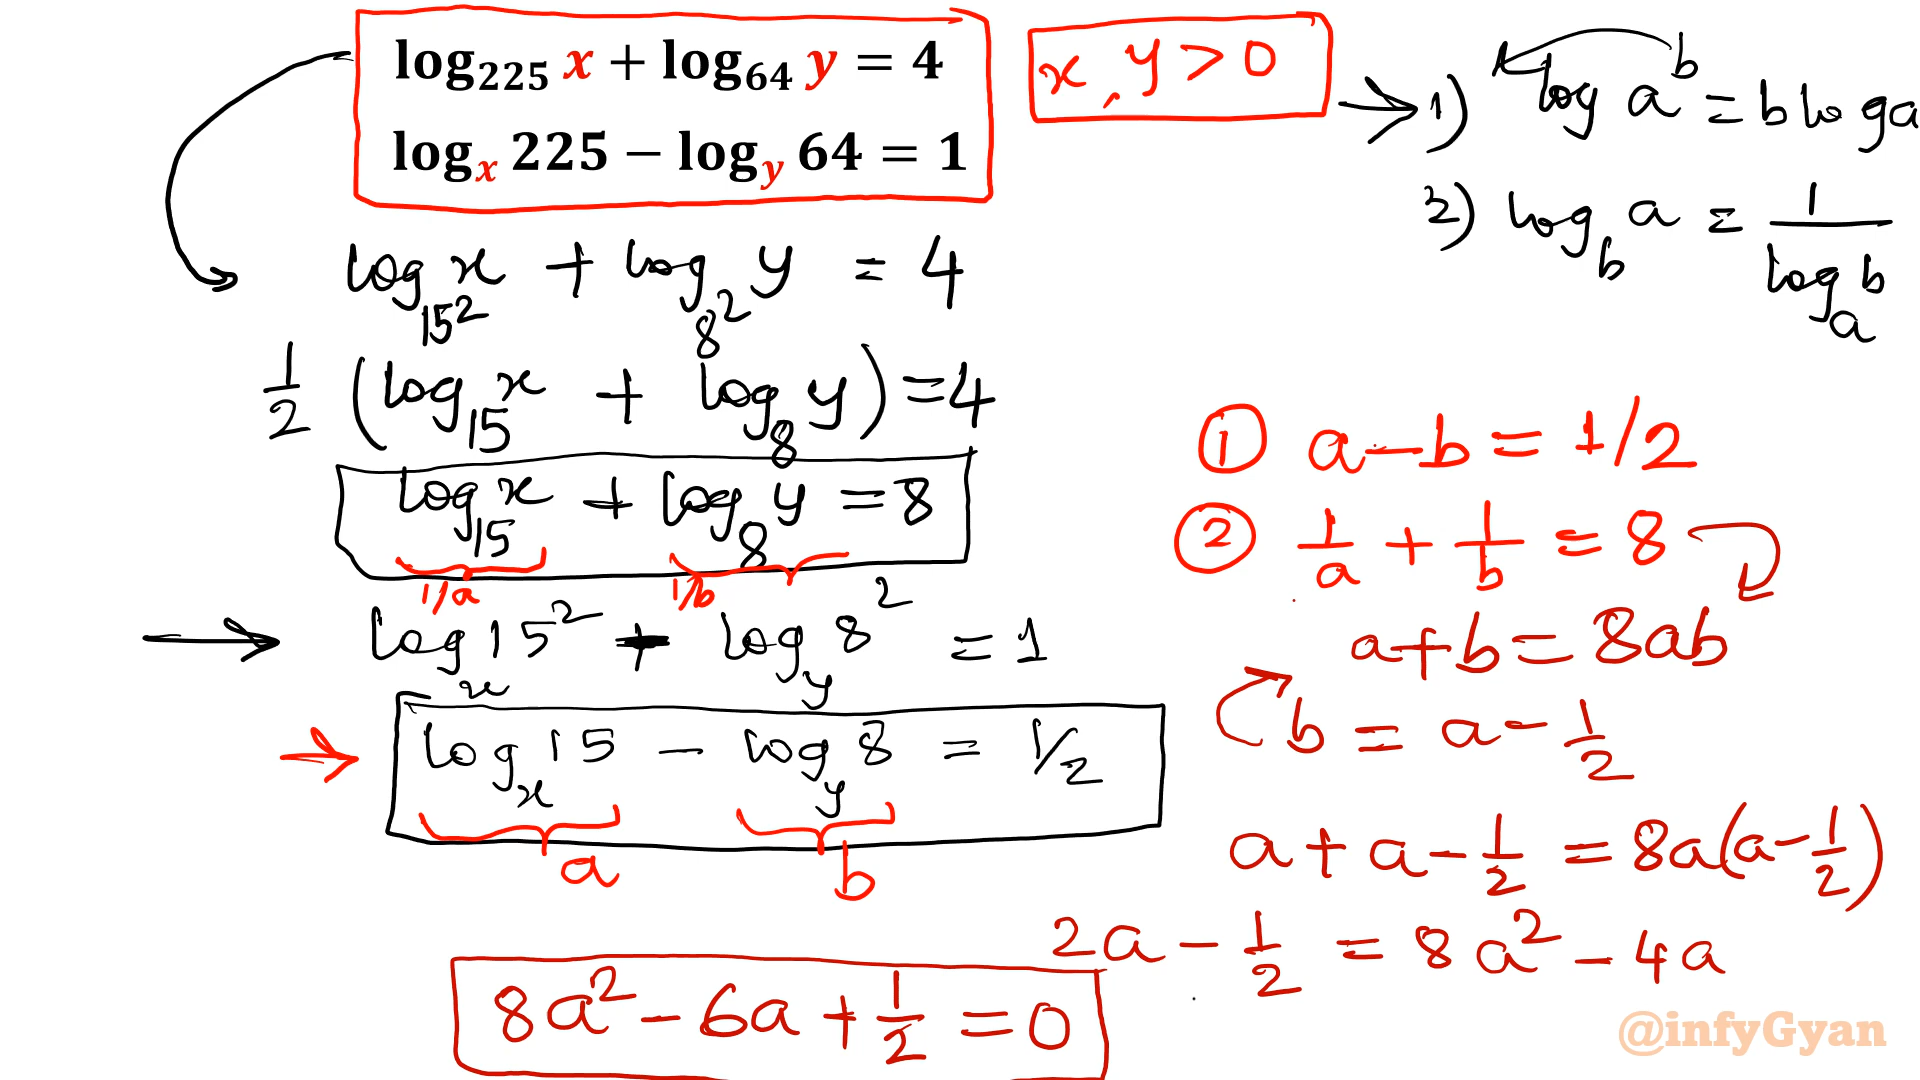 log₂₂₅ x + log₆₄ y = 4
logₓ 225 − log_y 64 = 1
x, y > 0
1) log a^b = b log a
2) log_b a = 1/(log_a b)
log_(15²) x + log_(8²) y = 4
1/2 (log₁₅ x + log₈ y) = 4
log₁₅ x + log₈ y = 8
1/a 1/b
logₓ 15² - log_y 8² = 1
logₓ 15 − log_y 8 = 1/2
a b
① a − b = 1/2
② 1/a + 1/b = 8
a + b = 8ab
b = a − 1/2
a + a − 1/2 = 8a(a − 1/2)
2a − 1/2 = 8a² − 4a
8a² − 6a + 1/2 = 0
@infyGyan